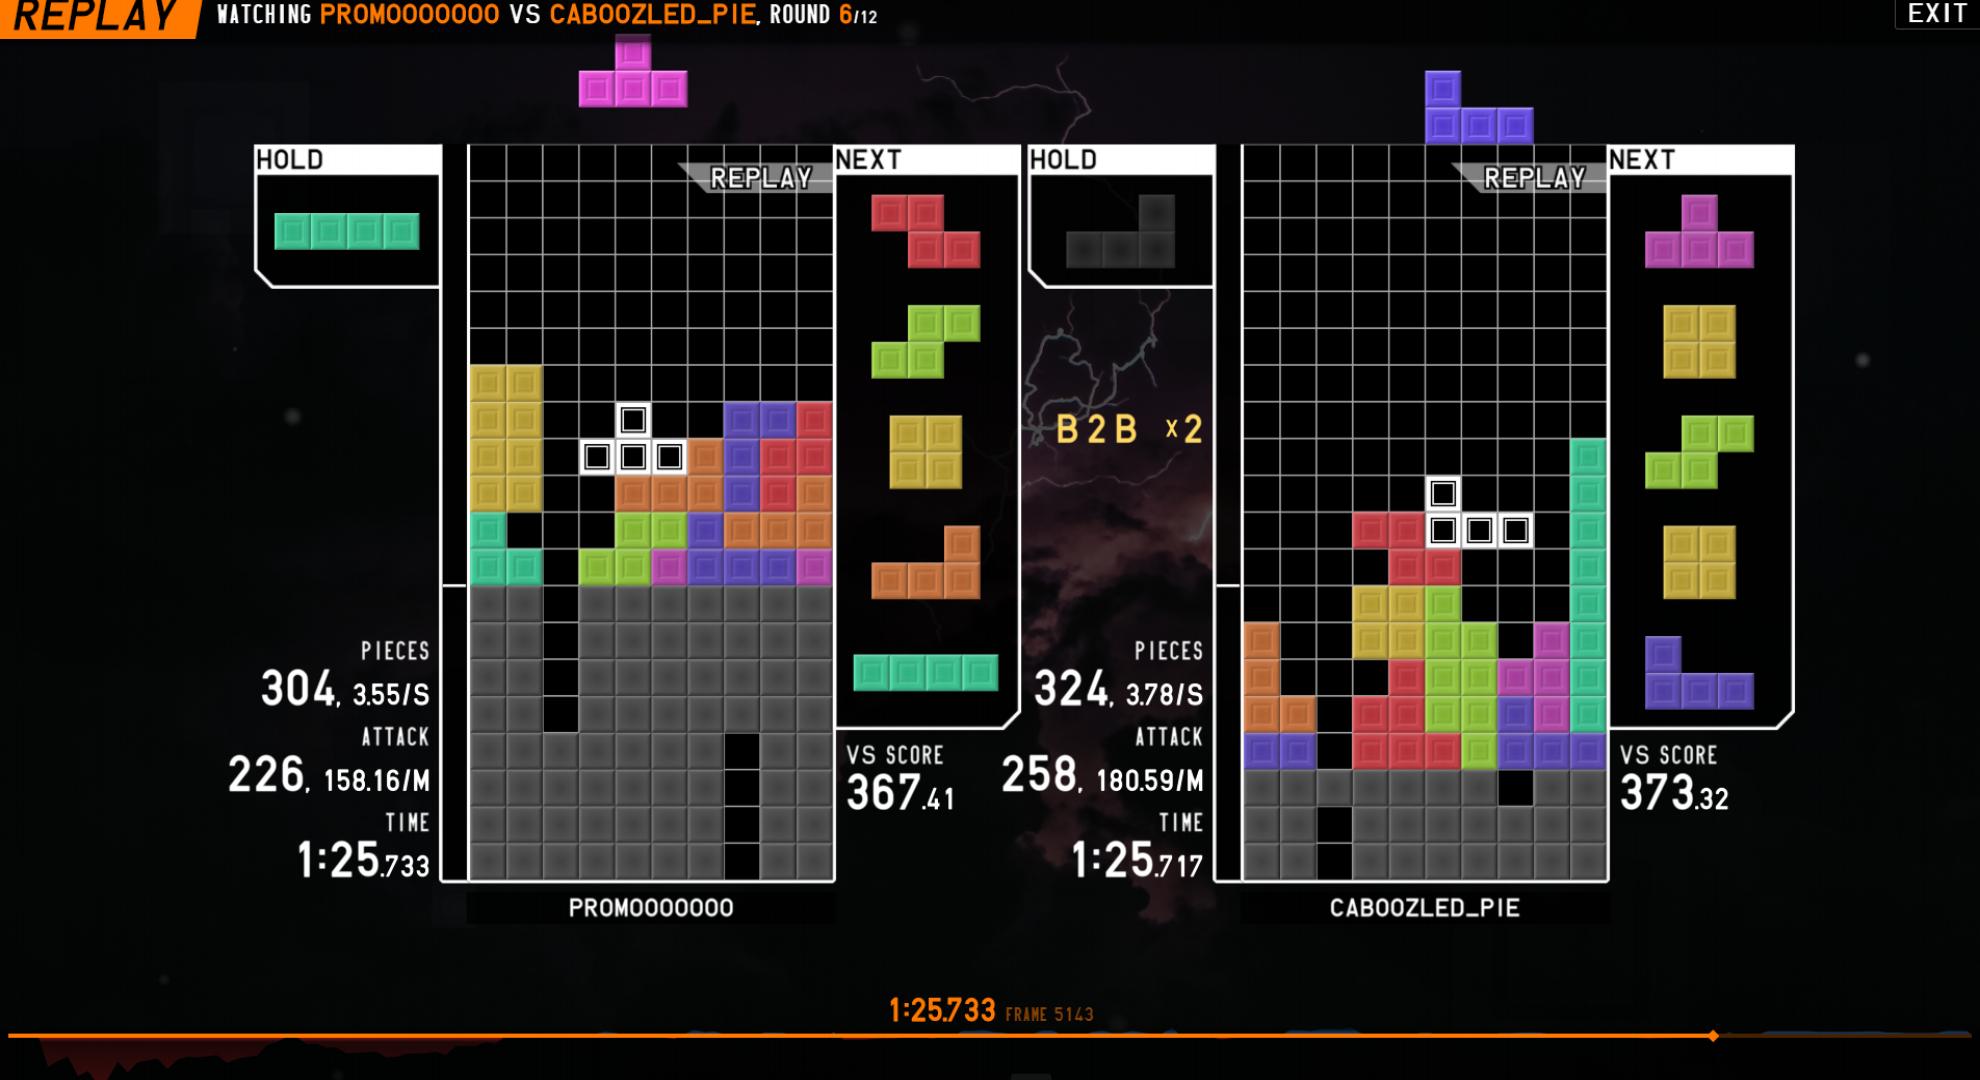 REPLAY WATCHING PROMOOOOOOOO VS CABOOZLED_PIE, ROUND 6/12 EXIT
HOLD
REPLAY
NEXT
PIECES
304, 3.55/S
ATTACK
226, 158.16/M
TIME
1:25.733
VS SCORE
367.41
PROMOOOOOOOO
HOLD
REPLAY
NEXT
B2B x2
PIECES
324, 3.78/S
ATTACK
258, 180.59/M
TIME
1:25.717
VS SCORE
373.32
CABOOZLED_PIE
1:25.733 FRAME 5143